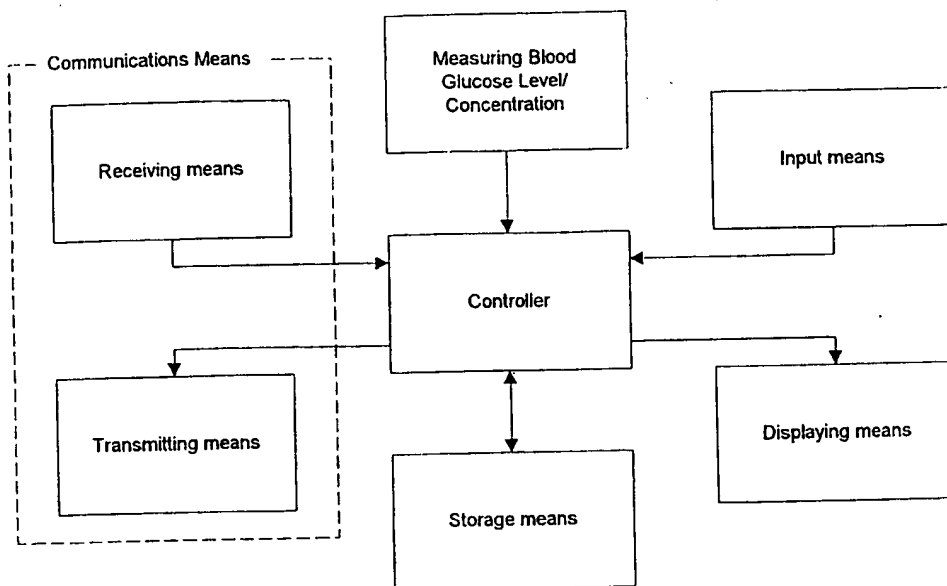 Communications Means
Measuring Blood
Glucose Level/
Concentration
Receiving means
Input means
Controller
Transmitting means
Displaying means
Storage means